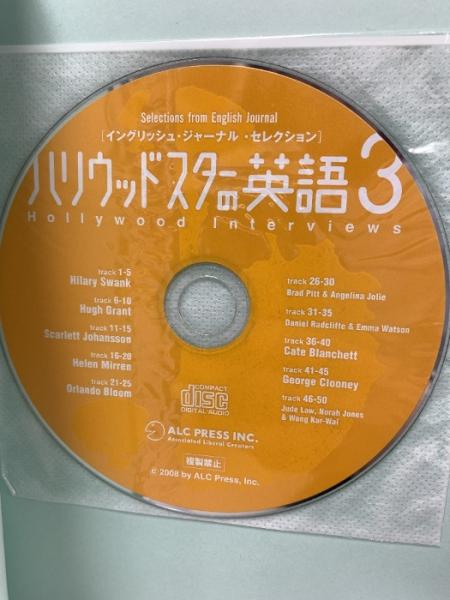 Selections from English Journal
[イングリッシュ・ジャーナル・セレクション]
ハリウッドスターの英語3
Hollywood Interviews
track 1-5
Hilary Swank
track 6-10
Hugh Grant
track 11-15
Scarlett Johansson
track 16-20
Helen Mirren
track 21-25
Orlando Bloom
track 26-30
Brad Pitt & Angelina Jolie
track 31-35
Daniel Radcliffe & Emma Watson
track 36-40
Cate Blanchett
track 41-45
George Clooney
track 46-50
Jude Law, Norah Jones
& Wong Kar-Wai
COMPACT
disc
DIGITAL AUDIO
ALC PRESS INC.
Associated Liberal Creators
複製禁止
© 2008 by ALC Press, Inc.